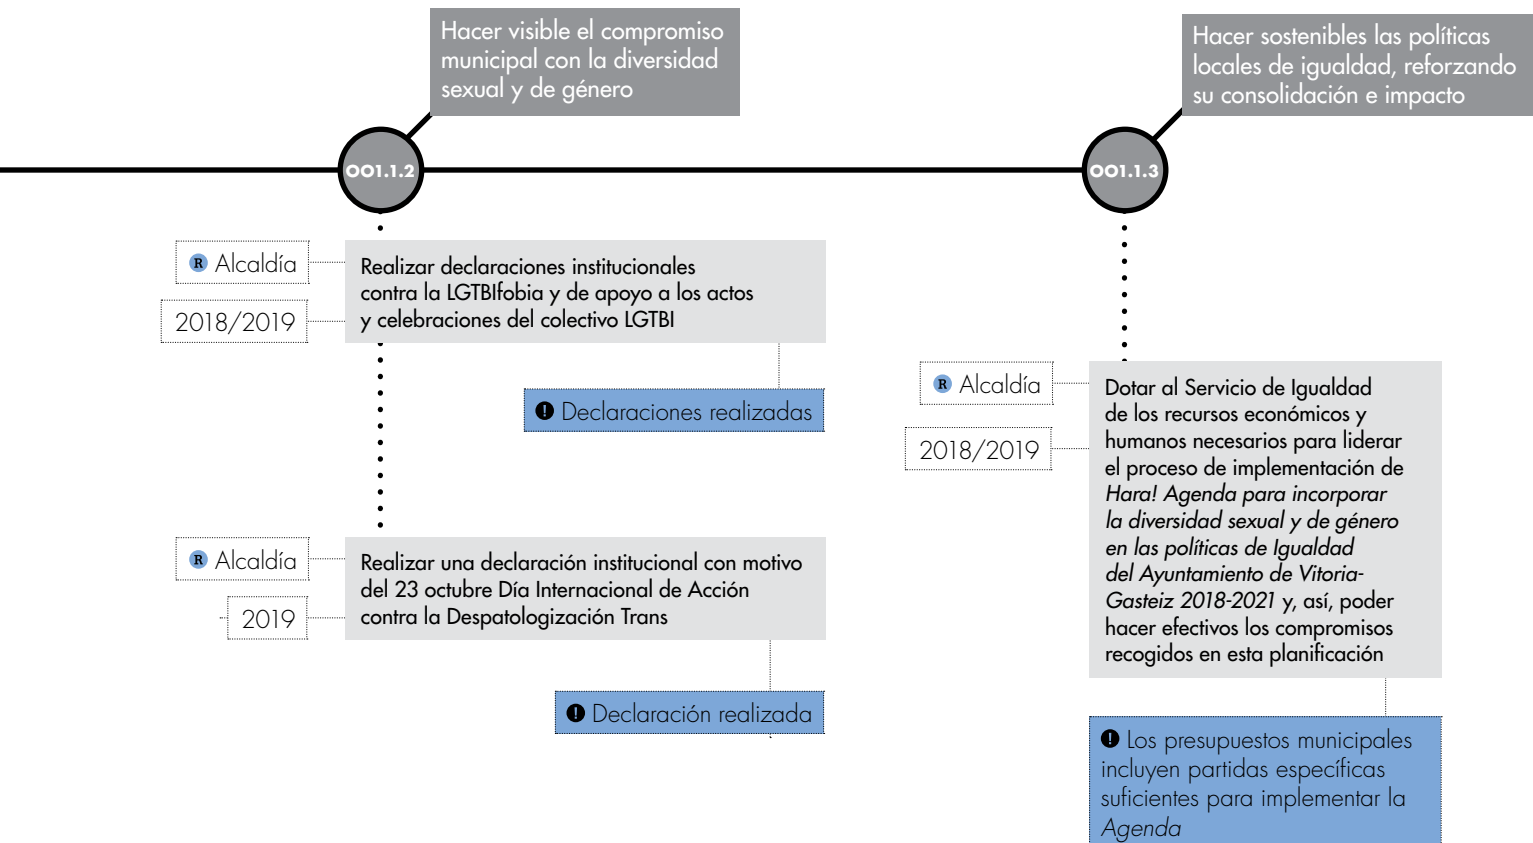 Hacer visible el compromiso
municipal con la diversidad
sexual y de género
OO1.1.2
R Alcaldía
2018/2019
Realizar declaraciones institucionales
contra la LGTBIfobia y de apoyo a los actos
y celebraciones del colectivo LGTBI
! Declaraciones realizadas
R Alcaldía
2019
Realizar una declaración institucional con motivo
del 23 octubre Día Internacional de Acción
contra la Despatologización Trans
! Declaración realizada
Hacer sostenibles las políticas
locales de igualdad, reforzando
su consolidación e impacto
OO1.1.3
R Alcaldía
2018/2019
Dotar al Servicio de Igualdad
de los recursos económicos y
humanos necesarios para liderar
el proceso de implementación de
Hara! Agenda para incorporar
la diversidad sexual y de género
en las políticas de Igualdad
del Ayuntamiento de Vitoria-
Gasteiz 2018-2021 y, así, poder
hacer efectivos los compromisos
recogidos en esta planificación
! Los presupuestos municipales
incluyen partidas específicas
suficientes para implementar la
Agenda